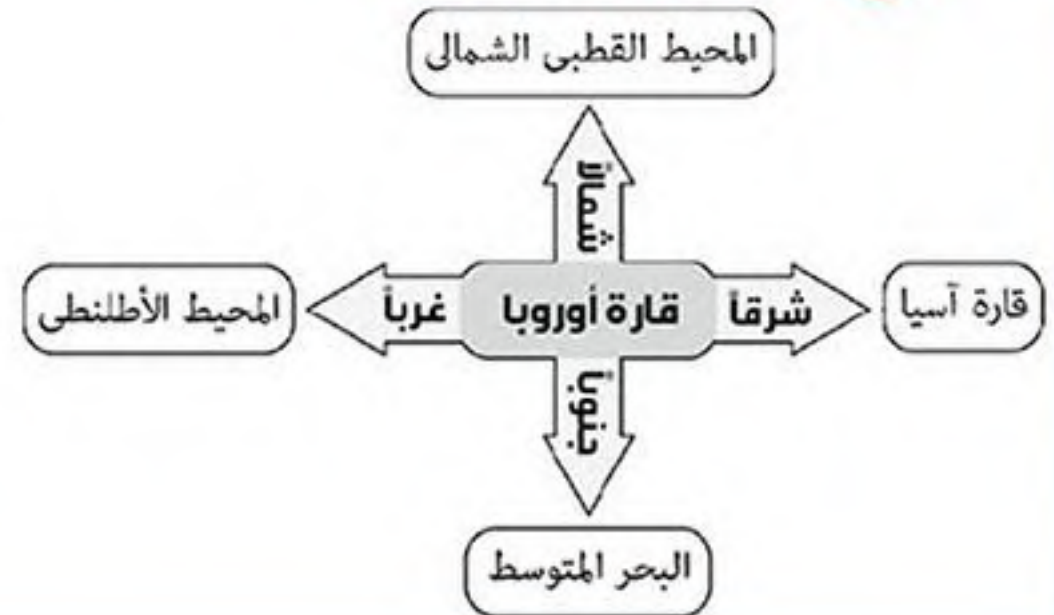 المحيط القطبى الشمالى
شمالاً
المحيط الأطلنطى
غرباً
قارة أوروبا
شرقاً
قارة آسيا
جنوباً
البحر المتوسط